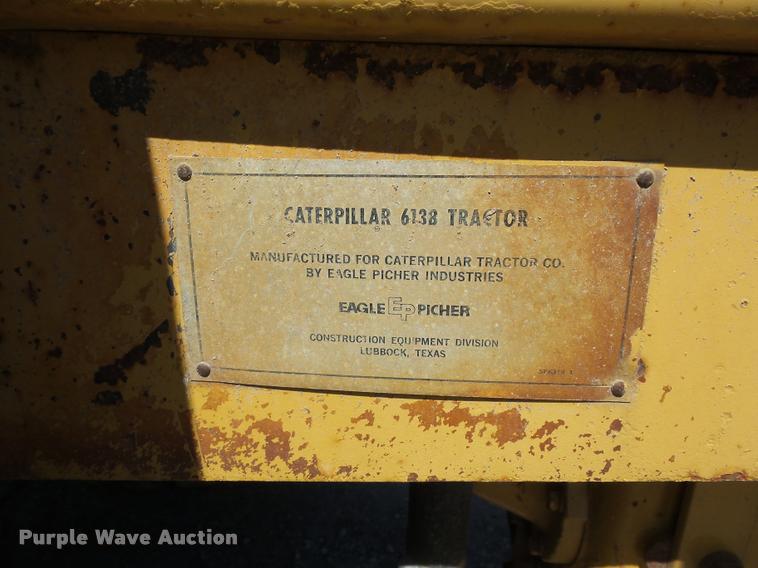 CATERPILLAR 613B TRACTOR
®
MANUFACTURED FOR CATERPILLAR TRACTOR CO.
BY EAGLE PICHER INDUSTRIES
EAGLE EP PICHER
CONSTRUCTION EQUIPMENT DIVISION
LUBBOCK, TEXAS
Purple Wave Auction